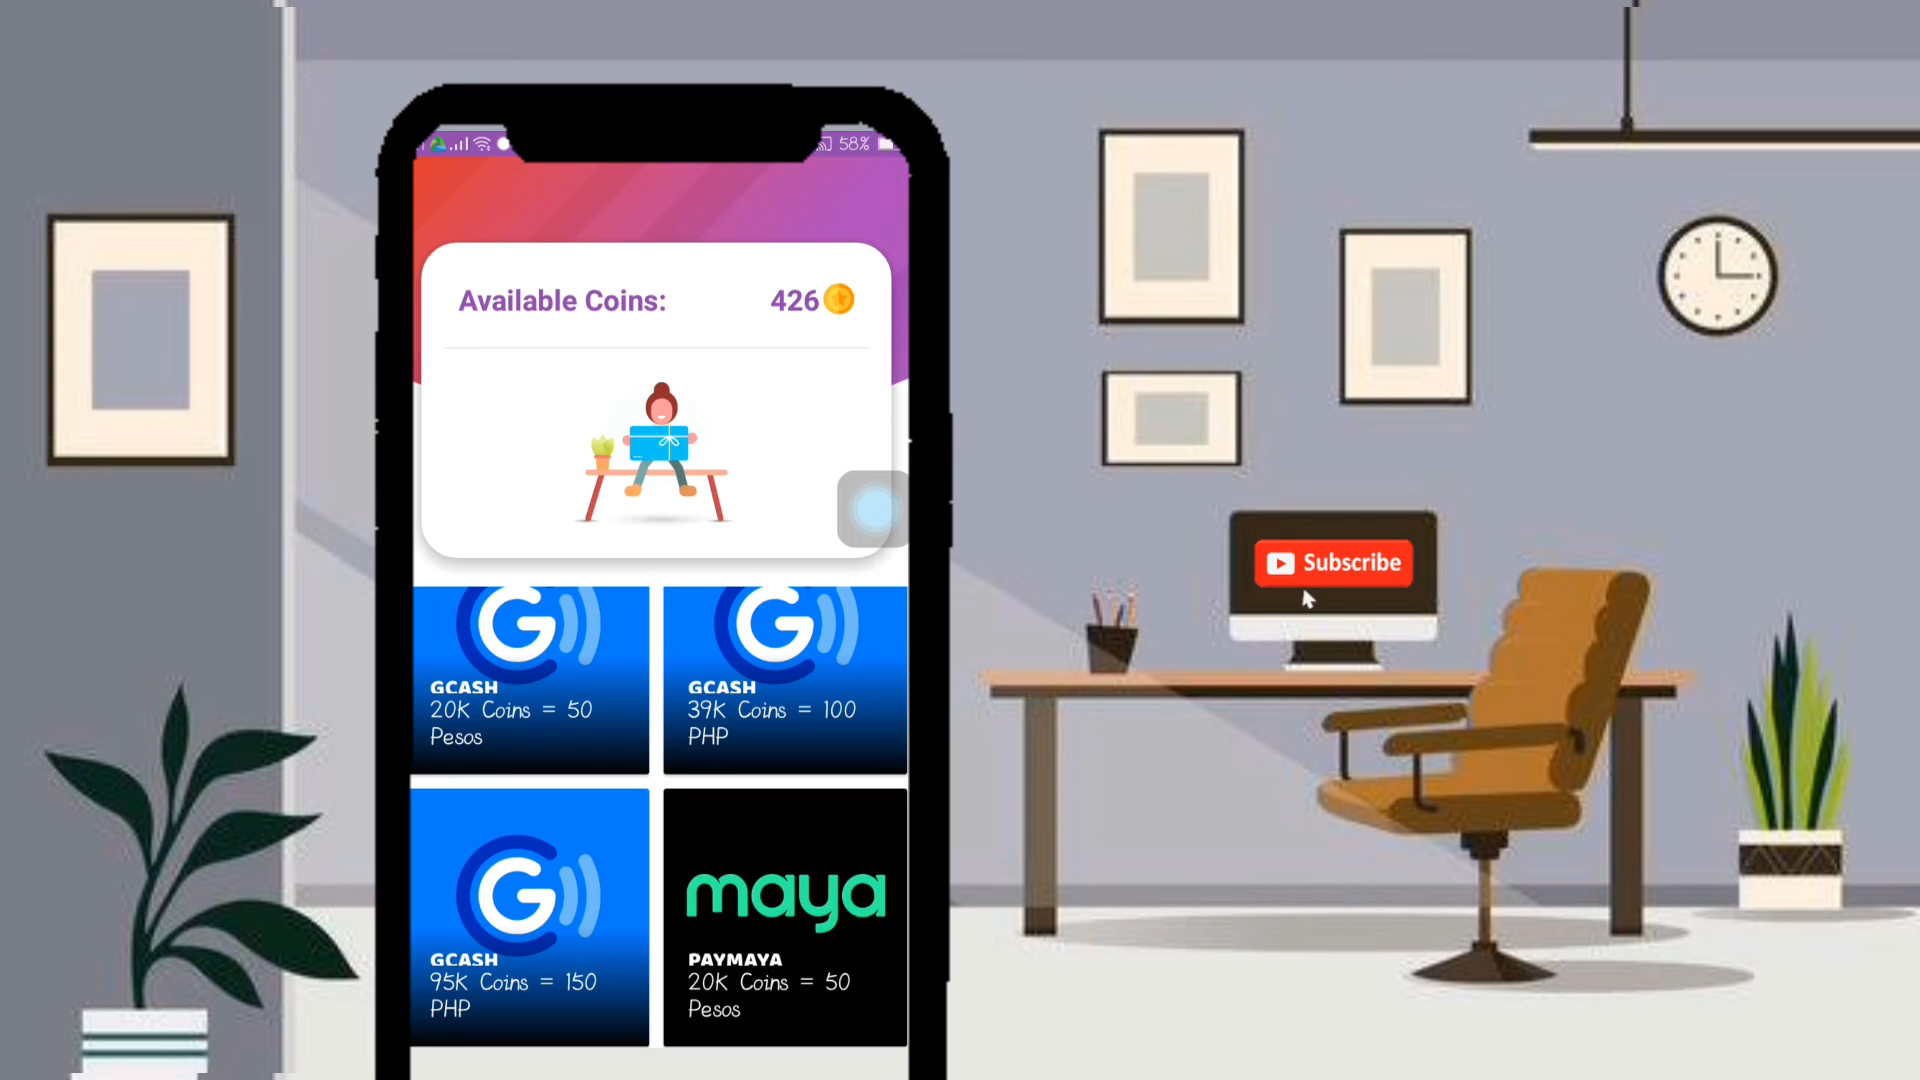 58%
Available Coins: 426
GCASH
20K Coins = 50
Pesos
GCASH
39K Coins = 100
PHP
GCASH
95K Coins = 150
PHP
maya
PAYMAYA
20K Coins = 50
Pesos
Subscribe